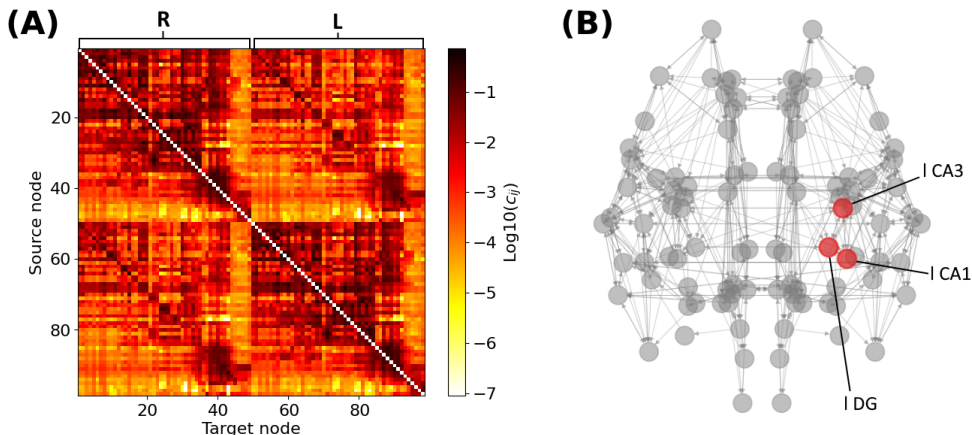 (A)
R
L
20
40
60
80
Source node
20
40
60
80
Target node
−1
−2
−3
−4
−5
−6
−7
Log10(cij)
(B)
l CA3
l CA1
l DG